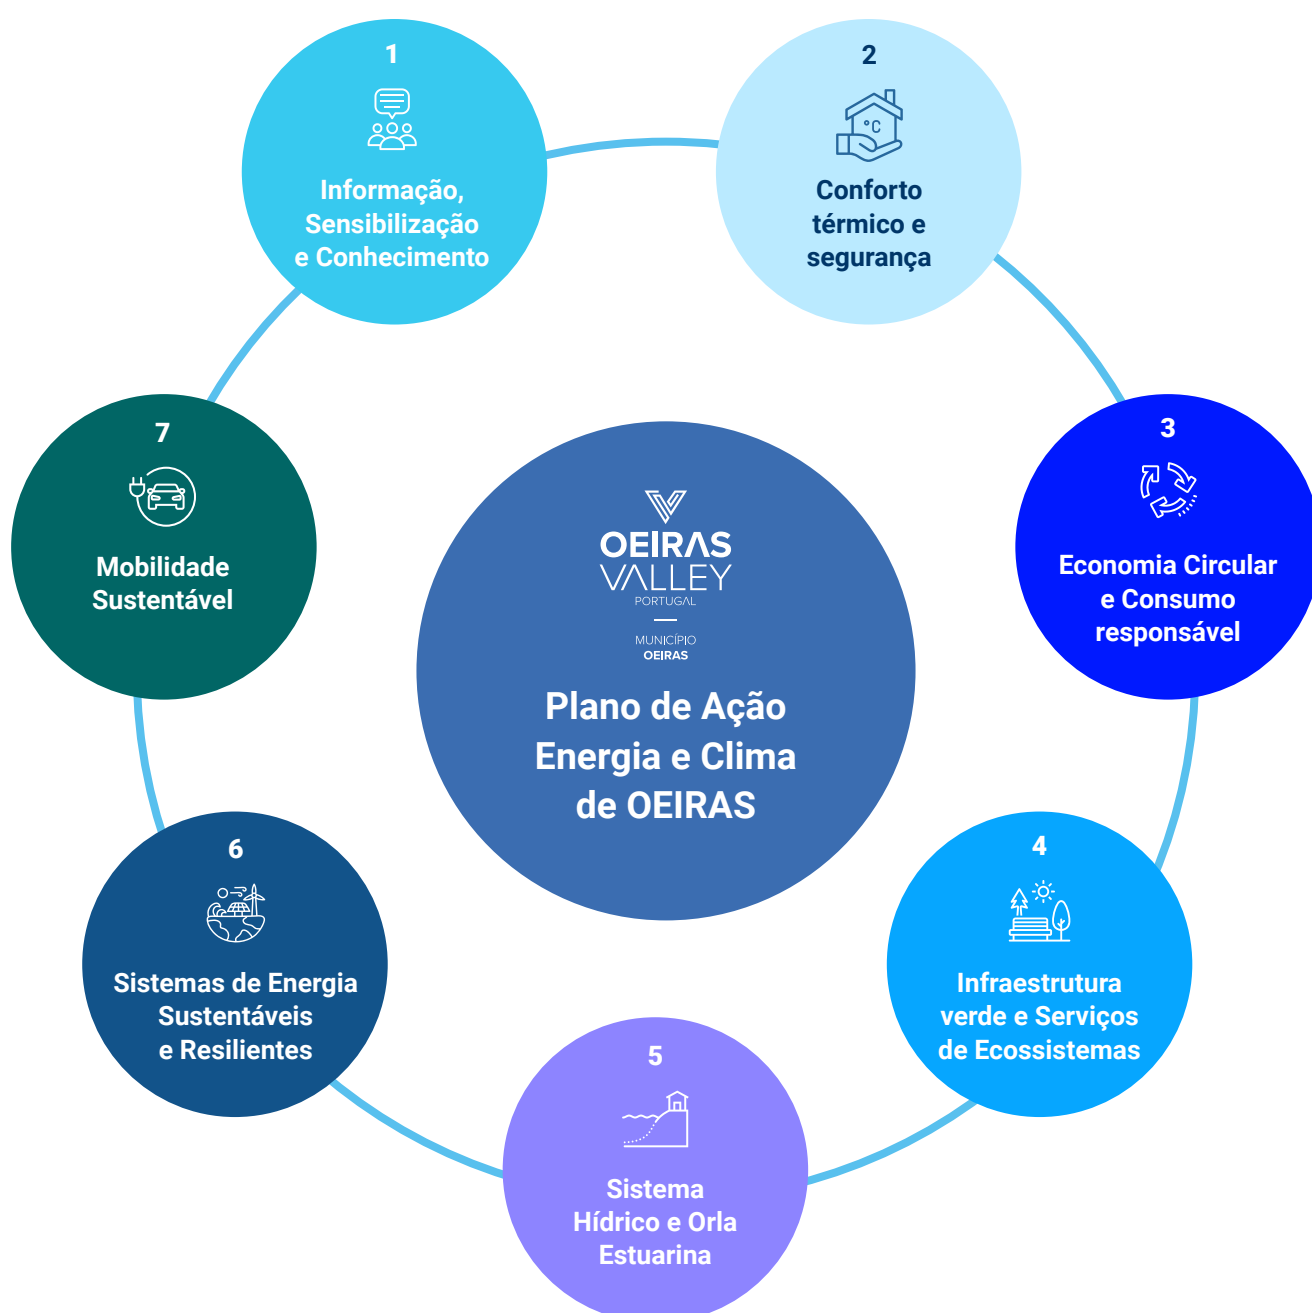 1
Informação,
Sensibilização
e Conhecimento
2
°C
Conforto
térmico e
segurança
3
Economia Circular
e Consumo
responsável
4
Infraestrutura
verde e Serviços
de Ecossistemas
5
Sistema
Hídrico e Orla
Estuarina
6
Sistemas de Energia
Sustentáveis
e Resilientes
7
Mobilidade
Sustentável
OEIRAS
VALLEY
PORTUGAL
MUNICÍPIO
OEIRAS
Plano de Ação
Energia e Clima
de OEIRAS